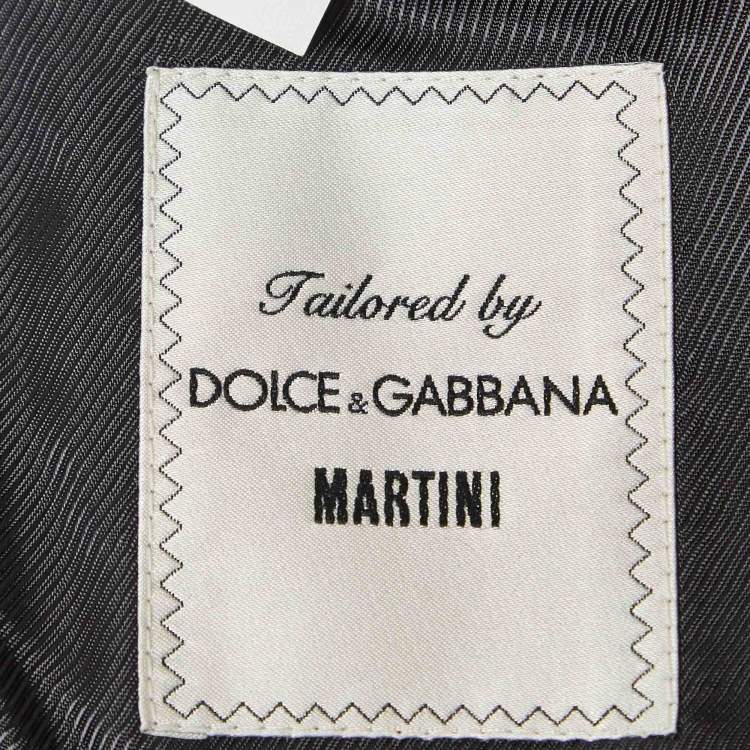 Tailored by
DOLCE & GABBANA
MARTINI